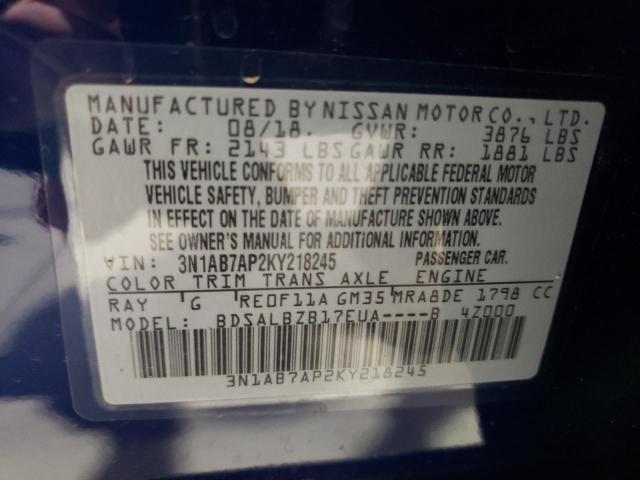 MANUFACTURED BY NISSAN MOTOR CO., LTD.
DATE: 08/18. GVWR: 3876 LBS
GAWR FR: 2143 LBS GAWR RR: 1881 LBS
THIS VEHICLE CONFORMS TO ALL APPLICABLE FEDERAL MOTOR
VEHICLE SAFETY, BUMPER AND THEFT PREVENTION STANDARDS
IN EFFECT ON THE DATE OF MANUFACTURE SHOWN ABOVE.
SEE OWNER'S MANUAL FOR ADDITIONAL INFORMATION.
VIN: 3N1AB7AP2KY218245 PASSENGER CAR.
COLOR TRIM TRANS AXLE ENGINE
RAY G RE0F11A GM35 MRA8DE 1798 CC
MODEL: BDSALBZB17EUA----B 4Z000
3N1AB7AP2KY218245